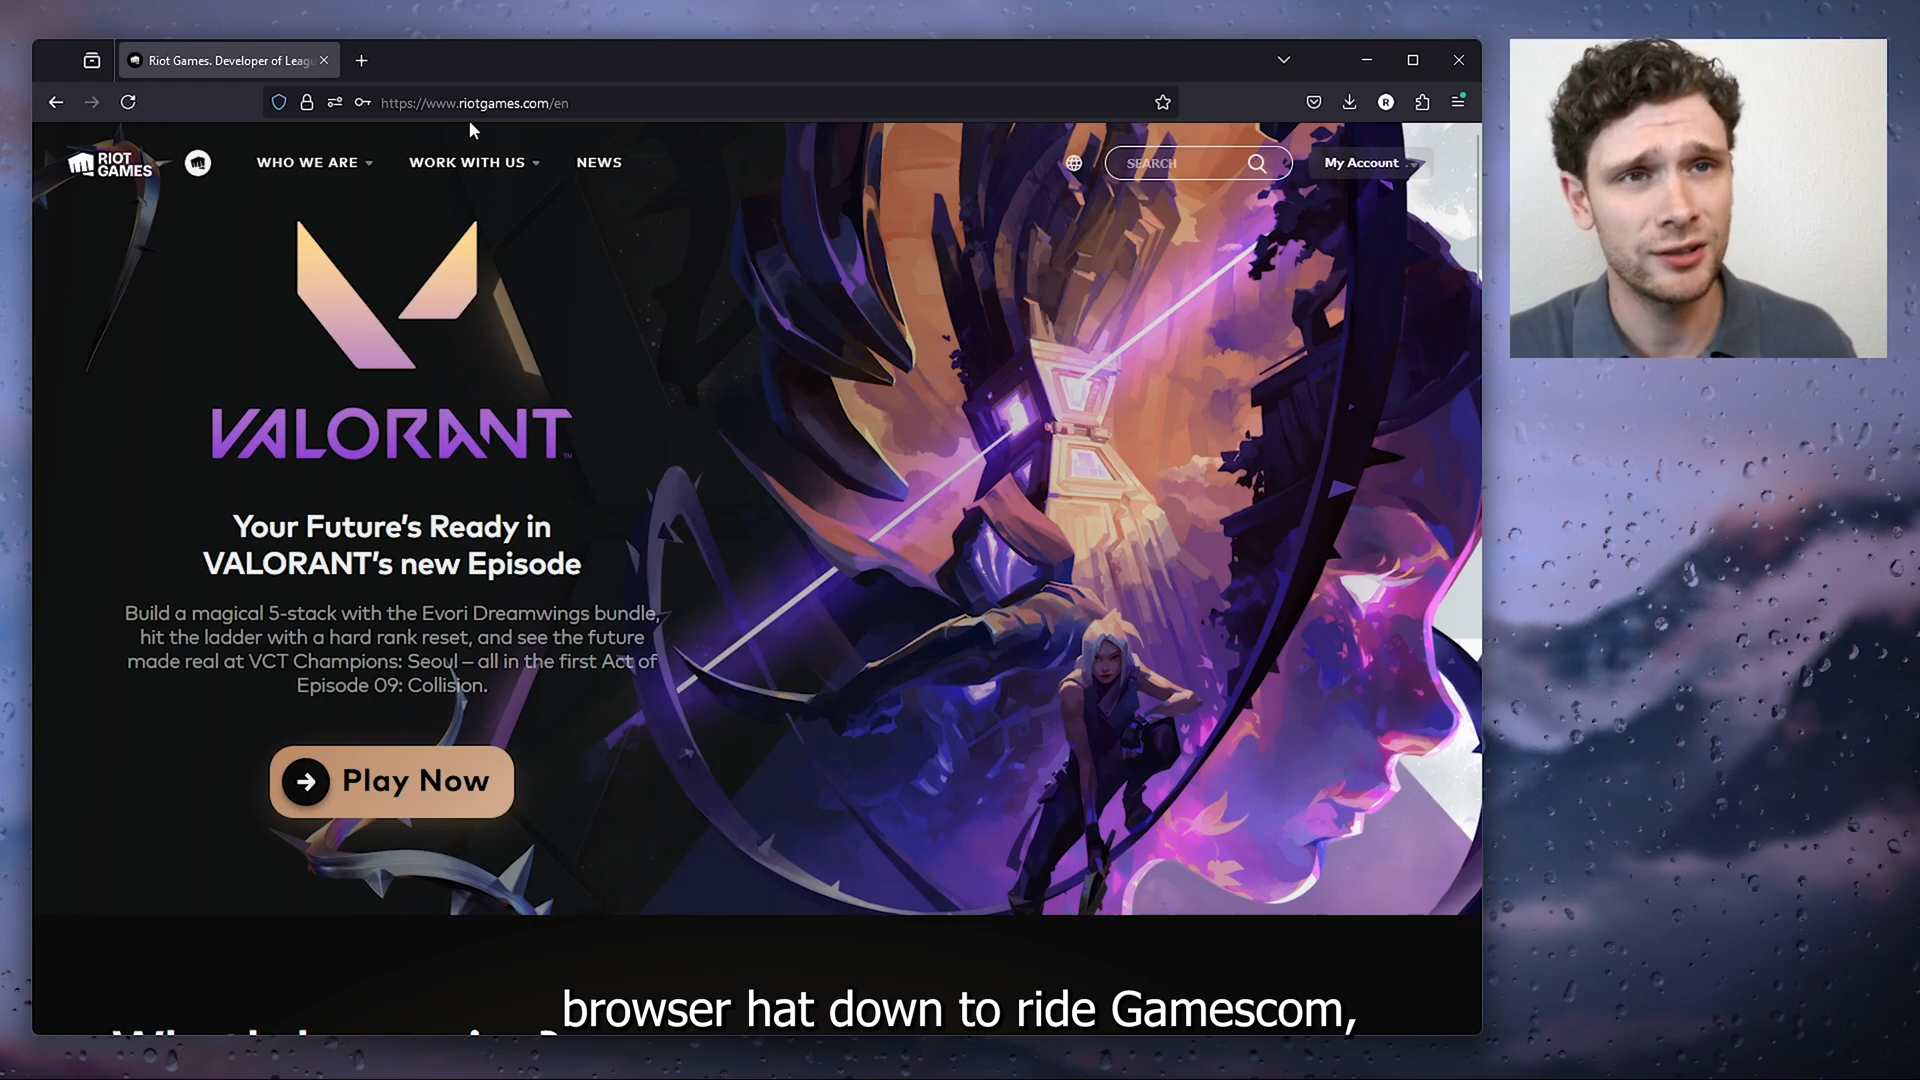 Riot Games. Developer of Leagu
https://www.riotgames.com/en
R
RIOT GAMES
WHO WE ARE
WORK WITH US
NEWS
SEARCH
My Account
VALORANT™
Your Future's Ready in
VALORANT's new Episode
Build a magical 5-stack with the Evori Dreamwings bundle,
hit the ladder with a hard rank reset, and see the future
made real at VCT Champions: Seoul – all in the first Act of
Episode 09: Collision.
Play Now
browser hat down to ride Gamescom,